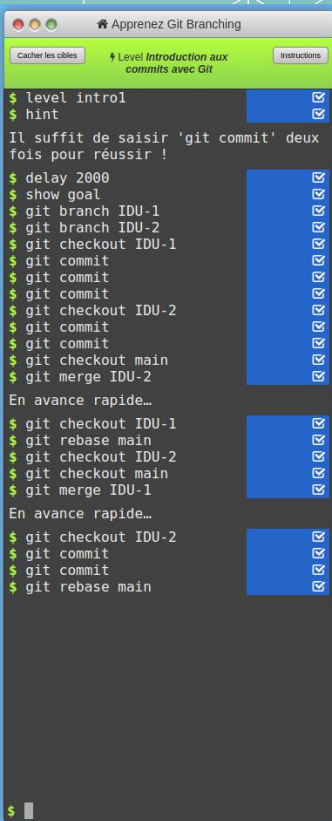 Apprenez Git Branching
Cacher les cibles
Level Introduction aux
commits avec Git
Instructions
$ level intro1
$ hint
Il suffit de saisir 'git commit' deux
fois pour réussir !
$ delay 2000
$ show goal
$ git branch IDU-1
$ git branch IDU-2
$ git checkout IDU-1
$ git commit
$ git commit
$ git commit
$ git checkout IDU-2
$ git commit
$ git commit
$ git checkout main
$ git merge IDU-2
En avance rapide…
$ git checkout IDU-1
$ git rebase main
$ git checkout IDU-2
$ git checkout main
$ git merge IDU-1
En avance rapide…
$ git checkout IDU-2
$ git commit
$ git commit
$ git rebase main
$